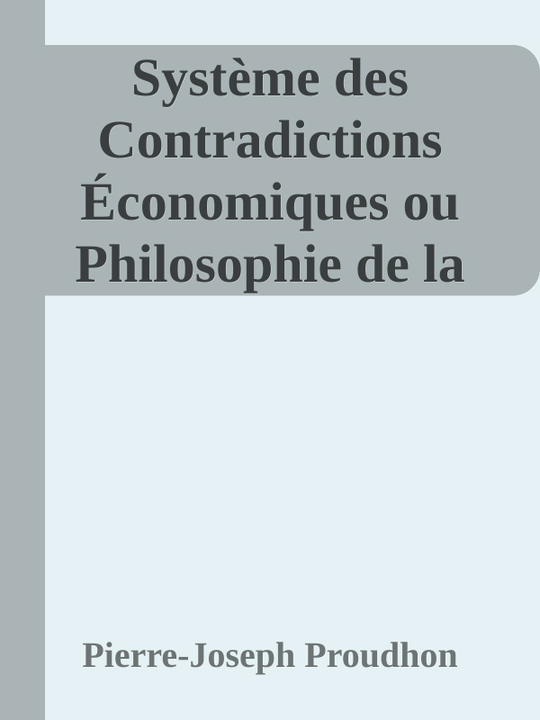 Système des
Contradictions
Économiques ou
Philosophie de la
Pierre-Joseph Proudhon